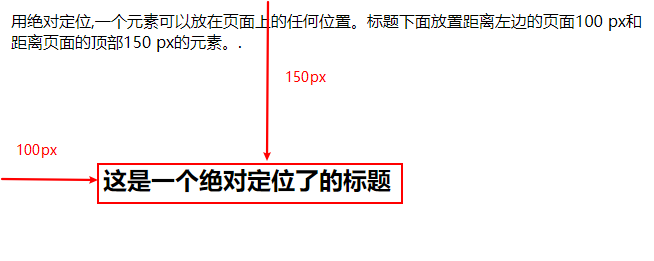 用绝对定位,一个元素可以放在页面上的任何位置。标题下面放置距离左边的页面100 px和
距离页面的顶部150 px的元素。.
150px
100px
这是一个绝对定位了的标题